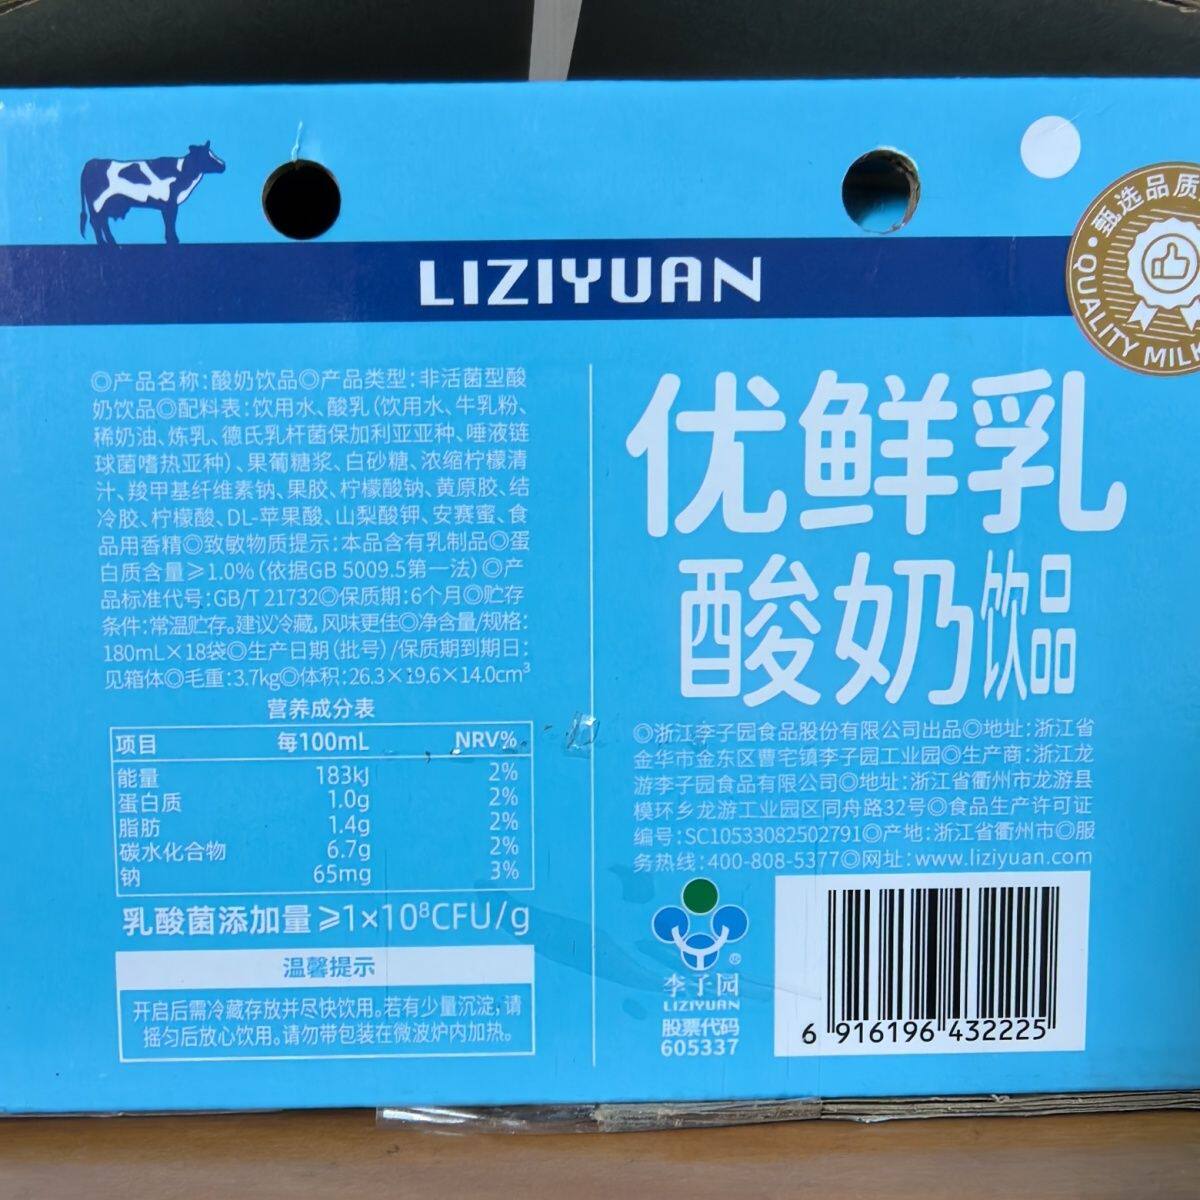 甄选品质
QUALITY MILK
LIZIYUAN
◎产品名称:酸奶饮品◎产品类型:非活菌型酸
奶饮品◎配料表:饮用水、酸乳(饮用水、牛乳粉、
稀奶油、炼乳、德氏乳杆菌保加利亚亚种、唾液链
球菌嗜热亚种)、果葡糖浆、白砂糖、浓缩柠檬清
汁、羧甲基纤维素钠、果胶、柠檬酸钠、黄原胶、结
冷胶、柠檬酸、DL-苹果酸、山梨酸钾、安赛蜜、食
品用香精◎致敏物质提示:本品含有乳制品◎蛋
白质含量≥1.0%(依据GB 5009.5第一法)◎产
品标准代号:GB/T 21732◎保质期:6个月◎贮存
条件:常温贮存。建议冷藏,风味更佳◎净含量/规格:
180mL×18袋◎生产日期(批号)/保质期到期日:
见箱体◎毛重:3.7kg◎体积:26.3×19.6×14.0cm³
营养成分表
项目 每100mL NRV%
能量 183kJ 2%
蛋白质 1.0g 2%
脂肪 1.4g 2%
碳水化合物 6.7g 2%
钠 65mg 3%
乳酸菌添加量≥1×10⁸CFU/g
温馨提示
开启后需冷藏存放并尽快饮用。若有少量沉淀,请
摇匀后放心饮用。请勿带包装在微波炉内加热。
优鲜乳
酸奶饮品
◎浙江李子园食品股份有限公司出品◎地址:浙江省
金华市金东区曹宅镇李子园工业园◎生产商:浙江龙
游李子园食品有限公司◎地址:浙江省衢州市龙游县
模环乡龙游工业园区同舟路32号◎食品生产许可证
编号:SC10533082502791◎产地:浙江省衢州市◎服
务热线:400-808-5377◎网址:www.liziyuan.com
®
李子园
LIZIYUAN
股票代码
605337
6 916196 432225